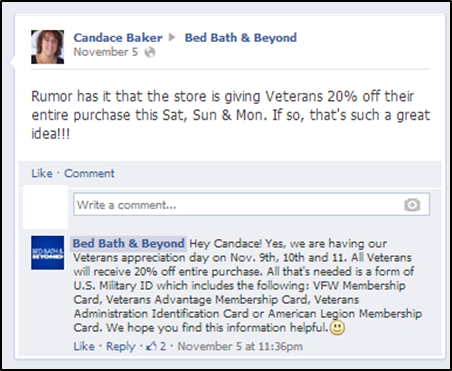 Candace Baker ▸ Bed Bath & Beyond
November 5
Rumor has it that the store is giving Veterans 20% off their
entire purchase this Sat, Sun & Mon. If so, that's such a great
idea!!!
Like · Comment
Write a comment...
BED BATH &
BEYOND
Bed Bath & Beyond Hey Candace! Yes, we are having our
Veterans appreciation day on Nov. 9th, 10th and 11. All Veterans
will receive 20% off entire purchase. All that's needed is a form of
U.S. Military ID which includes the following: VFW Membership
Card, Veterans Advantage Membership Card, Veterans
Administration Identification Card or American Legion Membership
Card. We hope you find this information helpful.
Like · Reply · 2 · November 5 at 11:36pm